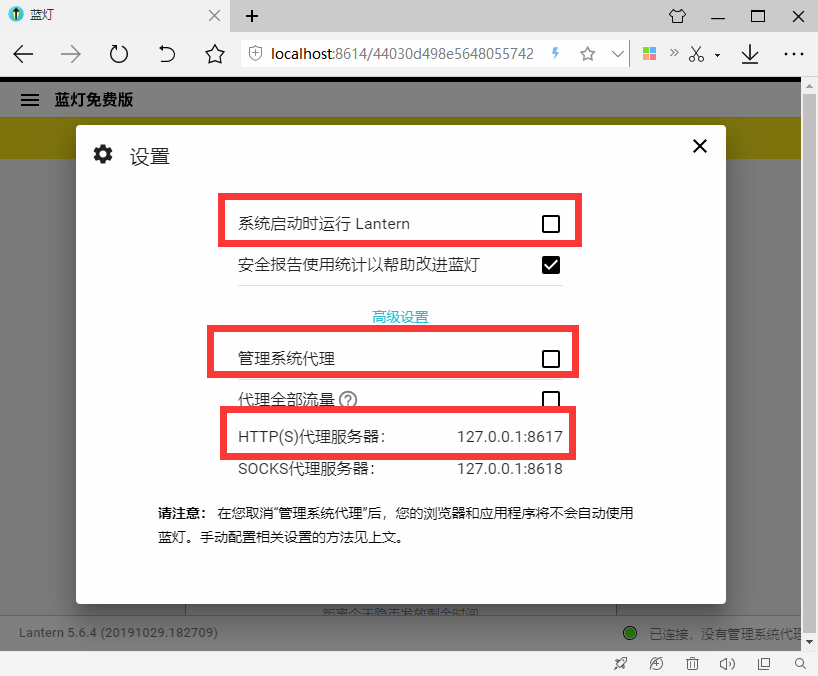 蓝灯
localhost:8614/44030d498e5648055742
蓝灯免费版
设置
系统启动时运行 Lantern
安全报告使用统计以帮助改进蓝灯
高级设置
管理系统代理
代理全部流量 ?
HTTP(S)代理服务器： 127.0.0.1:8617
SOCKS代理服务器： 127.0.0.1:8618
请注意： 在您取消“管理系统代理”后，您的浏览器和应用程序将不会自动使用
蓝灯。手动配置相关设置的方法见上文。
Lantern 5.6.4 (20191029.182709)
已连接，没有管理系统代理